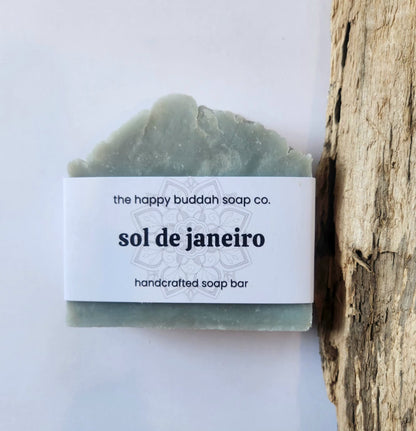 the happy buddah soap co.
sol de janeiro
handcrafted soap bar